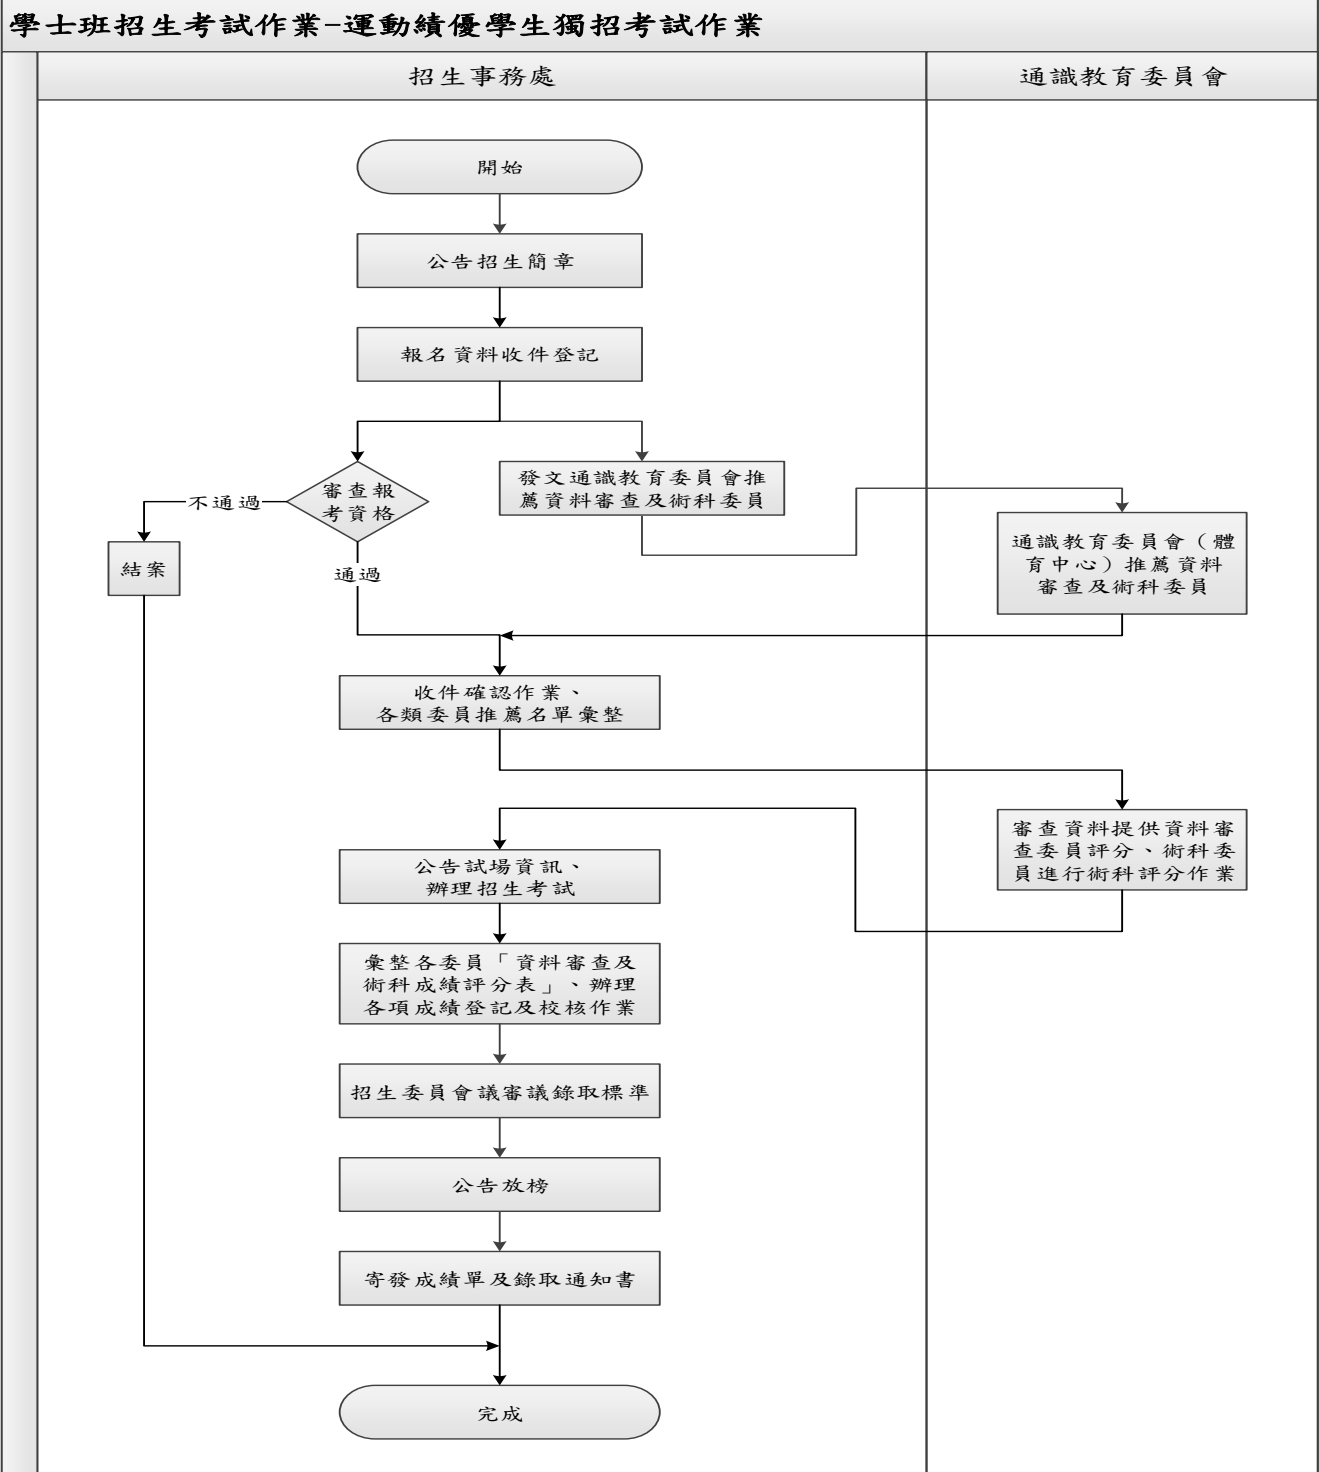 學士班招生考試作業-運動績優學生獨招考試作業
招生事務處
通識教育委員會
開始
公告招生簡章
報名資料收件登記
審查報
考資格
不通過
通過
結案
發文通識教育委員會推
薦資料審查及術科委員
通識教育委員會（體
育中心）推薦資料
審查及術科委員
收件確認作業、
各類委員推薦名單彙整
審查資料提供資料審
查委員評分、術科委
員進行術科評分作業
公告試場資訊、
辦理招生考試
彙整各委員「資料審查及
術科成績評分表」、辦理
各項成績登記及校核作業
招生委員會議審議錄取標準
公告放榜
寄發成績單及錄取通知書
完成